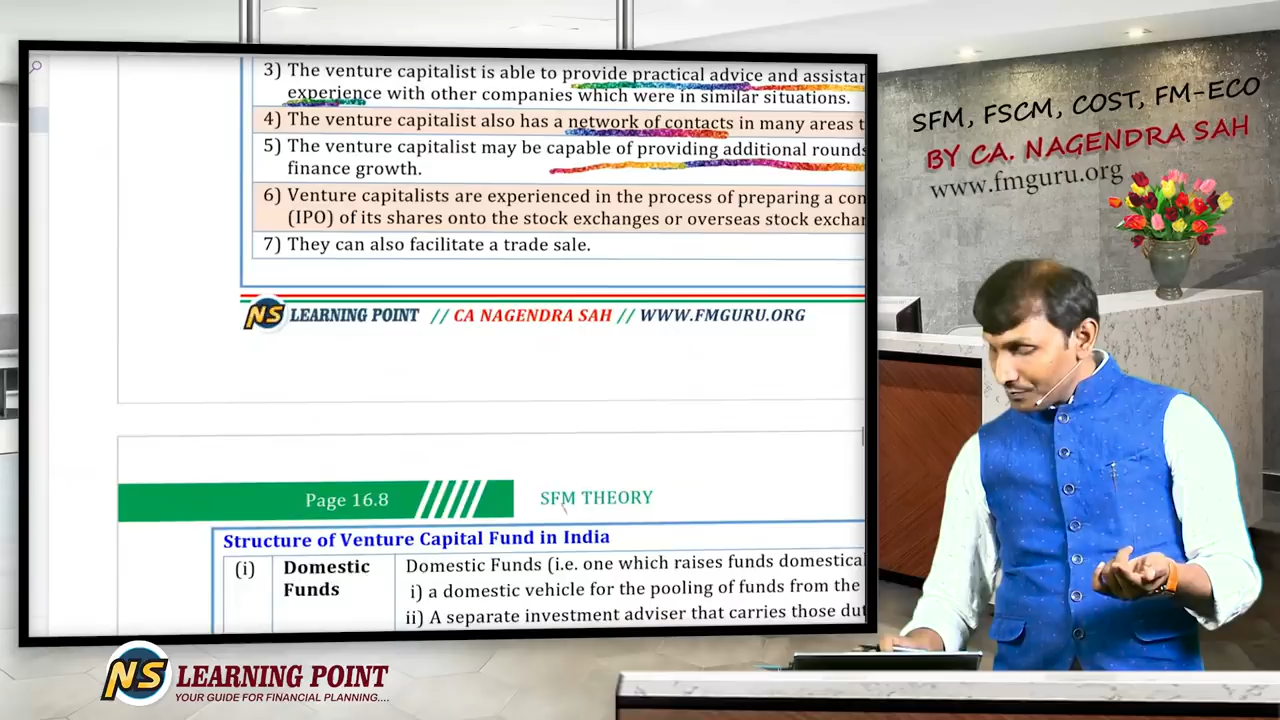 3) The venture capitalist is able to provide practical advice and
experience with other companies which were in similar situations.
4) The venture capitalist also has a network of contacts in many areas
5) The venture capitalist may be capable of providing additional rounds
finance growth.
6) Venture capitalists are experienced in the process of preparing a
(IPO) of its shares onto the stock exchanges or overseas stock
7) They can also facilitate a trade sale.
NS LEARNING POINT // CA NAGENDRA SAH // WWW.FMGURU.ORG
Page 16.8 SFM THEORY
Structure of Venture Capital Fund in India
(i) Domestic Funds
Domestic Funds (i.e. one which raises funds
i) a domestic vehicle for the pooling of funds from the
ii) A separate investment adviser that carries those
SFM, FSCM, COST, FM-ECO
BY CA. NAGENDRA SAH
www.fmguru.org
NS LEARNING POINT
YOUR GUIDE FOR FINANCIAL PLANNING....